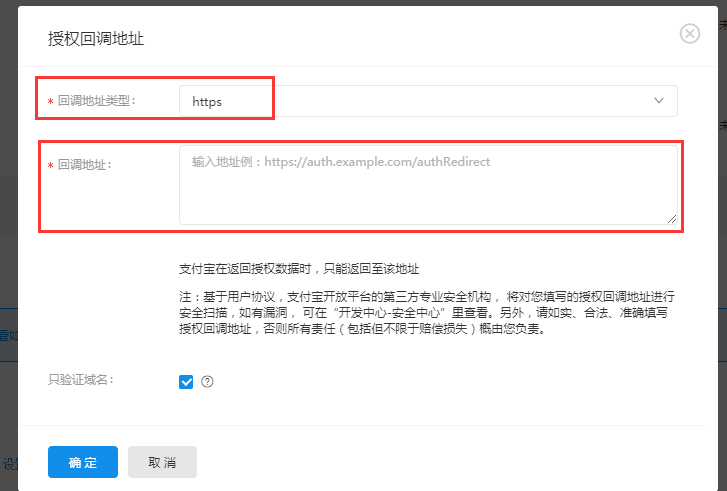 授权回调地址
* 回调地址类型：
https
* 回调地址：
输入地址例：https://auth.example.com/authRedirect
支付宝在返回授权数据时，只能返回至该地址
注：基于用户协议，支付宝开放平台的第三方专业安全机构， 将对您填写的授权回调地址进行
安全扫描，如有漏洞， 可在“开发中心-安全中心”里查看。另外，请如实、合法、准确填写
授权回调地址，否则所有责任（包括但不限于赔偿损失）概由您负责。
只验证域名：
看如
设置
确 定
取 消